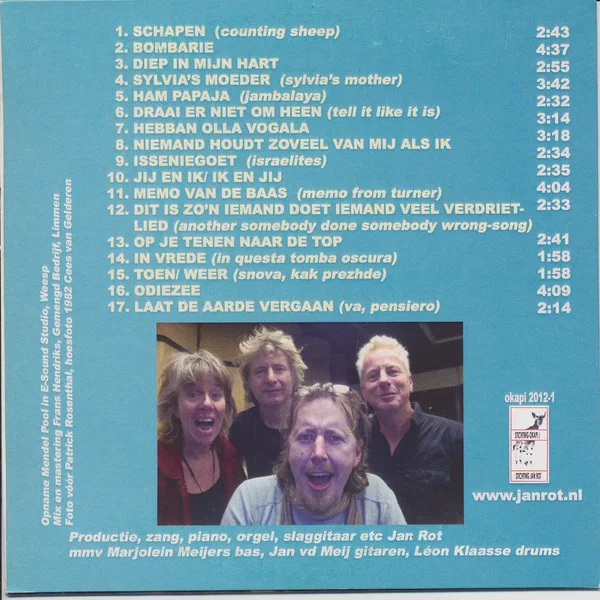 1. SCHAPEN (counting sheep) 2:43
2. BOMBARIE 4:37
3. DIEP IN MIJN HART 2:55
4. SYLVIA'S MOEDER (sylvia's mother) 3:42
5. HAM PAPAJA (jambalaya) 2:32
6. DRAAI ER NIET OM HEEN (tell it like it is) 3:14
7. HEBBAN OLLA VOGALA 3:18
8. NIEMAND HOUDT ZOVEEL VAN MIJ ALS IK 2:34
9. ISSENIEGOET (israelites) 2:35
10. JIJ EN IK/ IK EN JIJ 4:04
11. MEMO VAN DE BAAS (memo from turner) 2:33
12. DIT IS ZO'N IEMAND DOET IEMAND VEEL VERDRIET-
LIED (another somebody done somebody wrong-song) 2:41
13. OP JE TENEN NAAR DE TOP 1:58
14. IN VREDE (in questa tomba oscura) 1:58
15. TOEN/ WEER (snova, kak prezhde) 4:09
16. ODIEZEE 2:14
17. LAAT DE AARDE VERGAAN (va, pensiero)
Opname Mendel Pool in E-Sound Studio, Weesp
Mix en mastering Frans Hendriks, Gemengd Bedrijf, Limmen
Foto vóór Patrick Rosenthal, hoesfoto 1982 Cees van Gelderen
okapi 2012-1
STICHTING OKAPI
STICHTING JAN ROT
www.janrot.nl
Productie, zang, piano, orgel, slaggitaar etc Jan Rot
mmv Marjolein Meijers bas, Jan vd Meij gitaren, Léon Klaasse drums